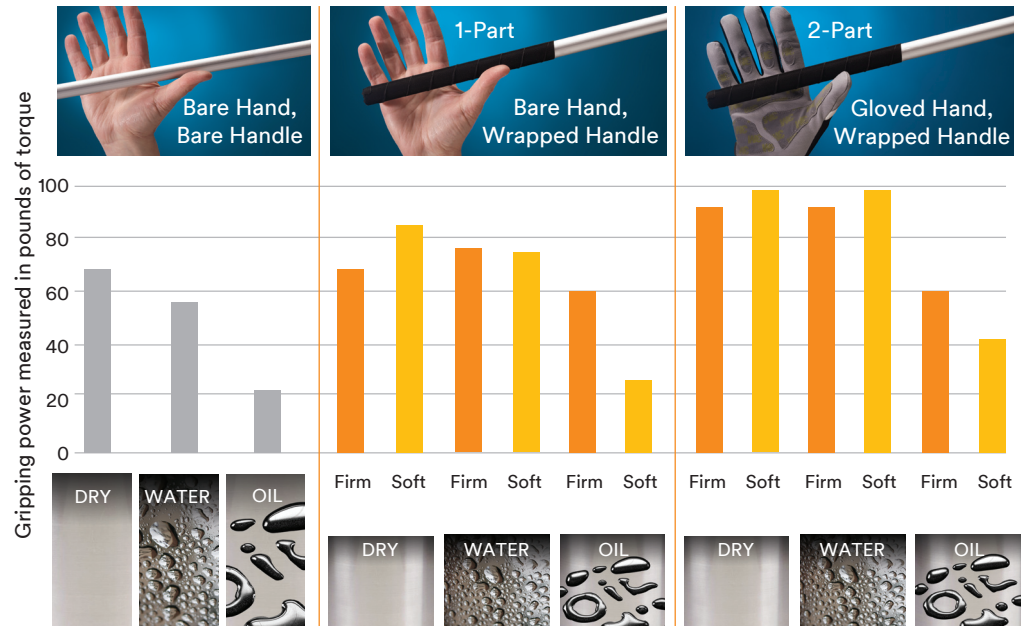 Bare Hand,
Bare Handle
1-Part
Bare Hand,
Wrapped Handle
2-Part
Gloved Hand,
Wrapped Handle
Gripping power measured in pounds of torque
100
80
60
40
20
0
DRY
WATER
OIL
Firm Soft Firm Soft Firm Soft
DRY
WATER
OIL
Firm Soft Firm Soft Firm Soft
DRY
WATER
OIL